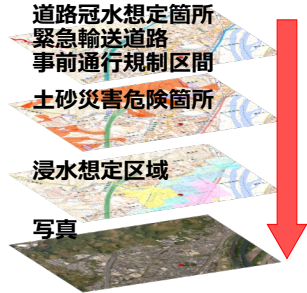 道路冠水想定箇所
緊急輸送道路
事前通行規制区間
土砂災害危険箇所
浸水想定区域
写真